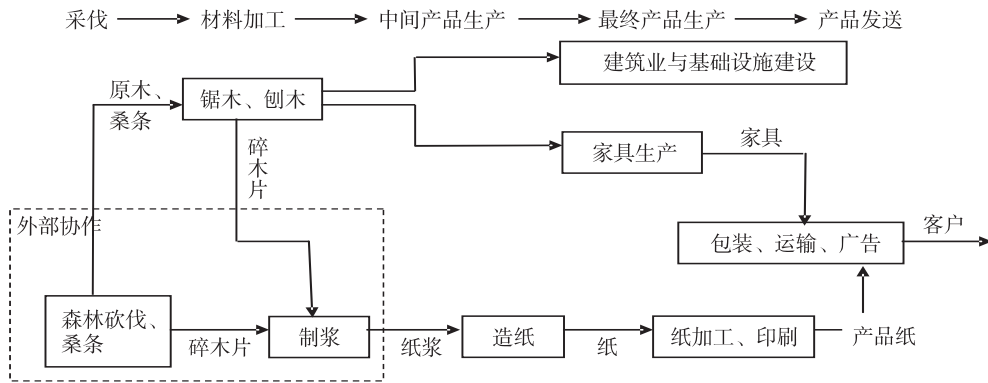 采伐 材料加工 中间产品生产 最终产品生产 产品发送
建筑业与基础设施建设
原木、
桑条
锯木、刨木
碎木片
家具生产
家具
外部协作
包装、运输、广告
客户
森林砍伐、
桑条
碎木片
制浆
纸浆
造纸
纸
纸加工、印刷
产品纸